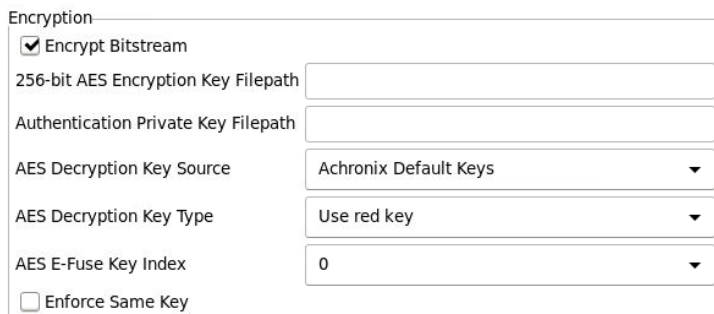 Encryption
Encrypt Bitstream
256-bit AES Encryption Key Filepath
Authentication Private Key Filepath
AES Decryption Key Source Achronix Default Keys
AES Decryption Key Type Use red key
AES E-Fuse Key Index 0
Enforce Same Key